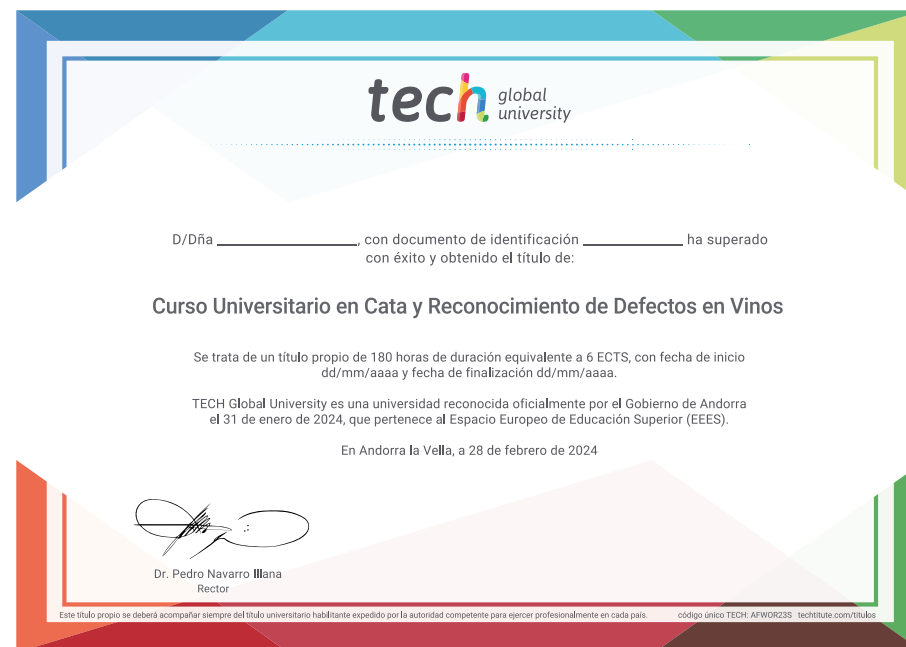 tech global university
D/Dña ______________, con documento de identificación __________ ha superado
con éxito y obtenido el título de:
Curso Universitario en Cata y Reconocimiento de Defectos en Vinos
Se trata de un título propio de 180 horas de duración equivalente a 6 ECTS, con fecha de inicio
dd/mm/aaaa y fecha de finalización dd/mm/aaaa.
TECH Global University es una universidad reconocida oficialmente por el Gobierno de Andorra
el 31 de enero de 2024, que pertenece al Espacio Europeo de Educación Superior (EEES).
En Andorra la Vella, a 28 de febrero de 2024
Dr. Pedro Navarro Illana
Rector
Este título propio se deberá acompañar siempre del título universitario habilitante expedido por la autoridad competente para ejercer profesionalmente en cada país.
código único TECH: AFWOR23S techtitute.com/titulos